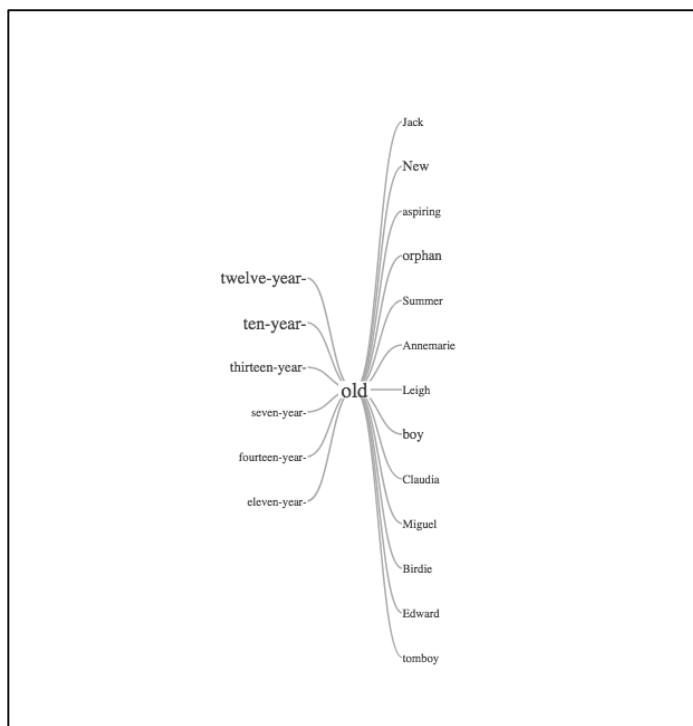 twelve-year-
ten-year-
thirteen-year-
seven-year-
fourteen-year-
eleven-year-
old
Jack
New
aspiring
orphan
Summer
Annemarie
Leigh
boy
Claudia
Miguel
Birdie
Edward
tomboy